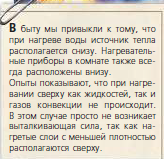 В быту мы привыкли к тому, что
при нагреве воды источник тепла
располагается снизу. Нагреватель-
ные приборы в комнате также все-
гда расположены внизу.
Опыты показывают, что при нагре-
вании сверху как жидкостей, так и
газов конвекции не происходит.
В этом случае просто не возникает
выталкивающая сила, так как на-
гретые слои с меньшей плотностью
располагаются сверху.